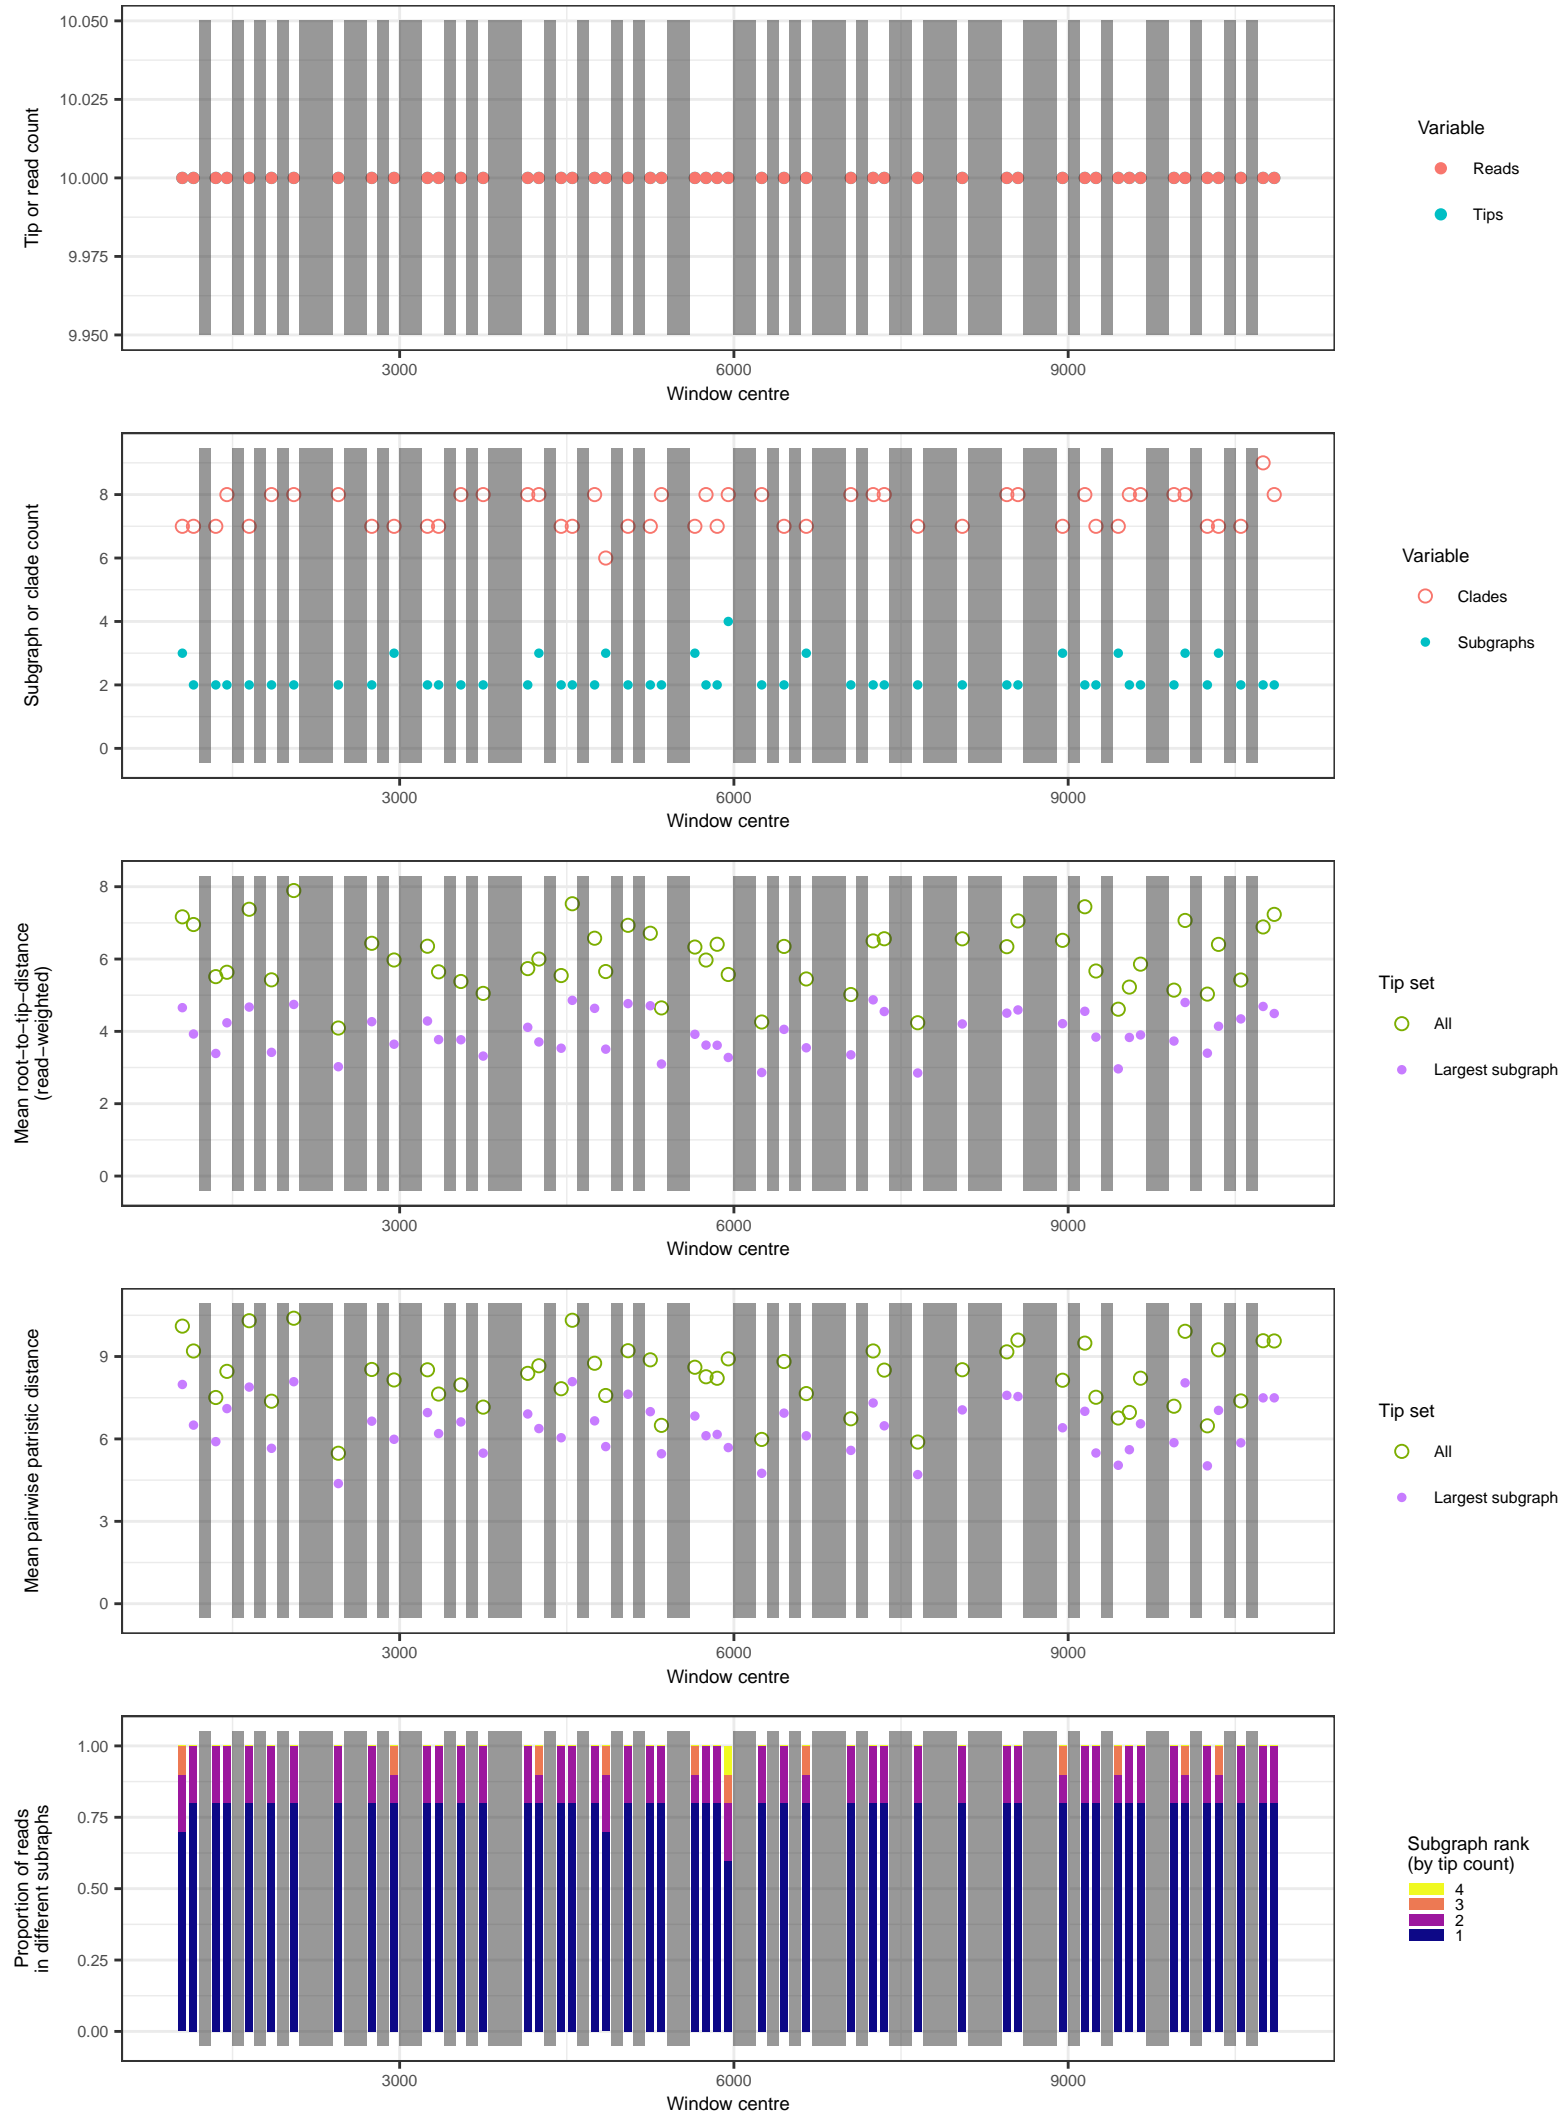 10.050
10.025
10.000
9.975
9.950
Tip or read count
3000
6000
9000
Window centre
Variable
Reads
Tips
8
6
4
2
0
Subgraph or clade count
3000
6000
9000
Window centre
Variable
Clades
Subgraphs
8
6
4
2
0
Mean root−to−tip−distance
(read−weighted)
3000
6000
9000
Window centre
Tip set
All
Largest subgraph
9
6
3
0
Mean pairwise patristic distance
3000
6000
9000
Window centre
Tip set
All
Largest subgraph
1.00
0.75
0.50
0.25
0.00
Proportion of reads
in different subraphs
3000
6000
9000
Window centre
Subgraph rank
(by tip count)
4
3
2
1